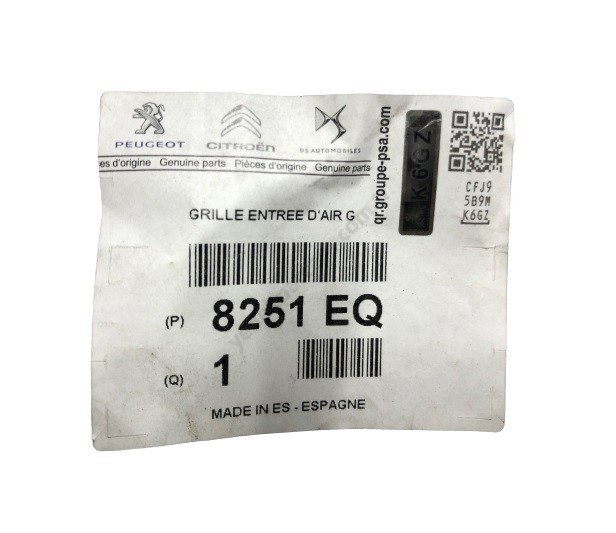 PEUGEOT CITROËN DS AUTOMOBILES
es d'origine Genuine parts Pièces d'origine Genuine parts
qr.groupe-psa.com
K6GZ
CFJ9
5B9M
K6GZ
GRILLE ENTREE D'AIR G
(P) 8251 EQ
(Q) 1
MADE IN ES - ESPAGNE